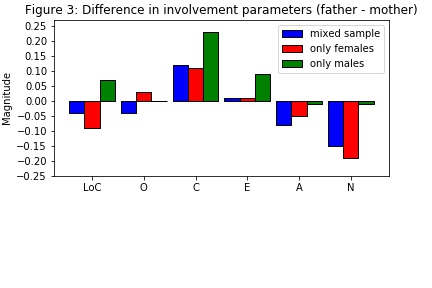 Figure 3: Difference in involvement parameters (father - mother)
mixed sample
only females
only males
Magnitude
0.25
0.20
0.15
0.10
0.05
0.00
−0.05
−0.10
−0.15
−0.20
−0.25
LoC O C E A N